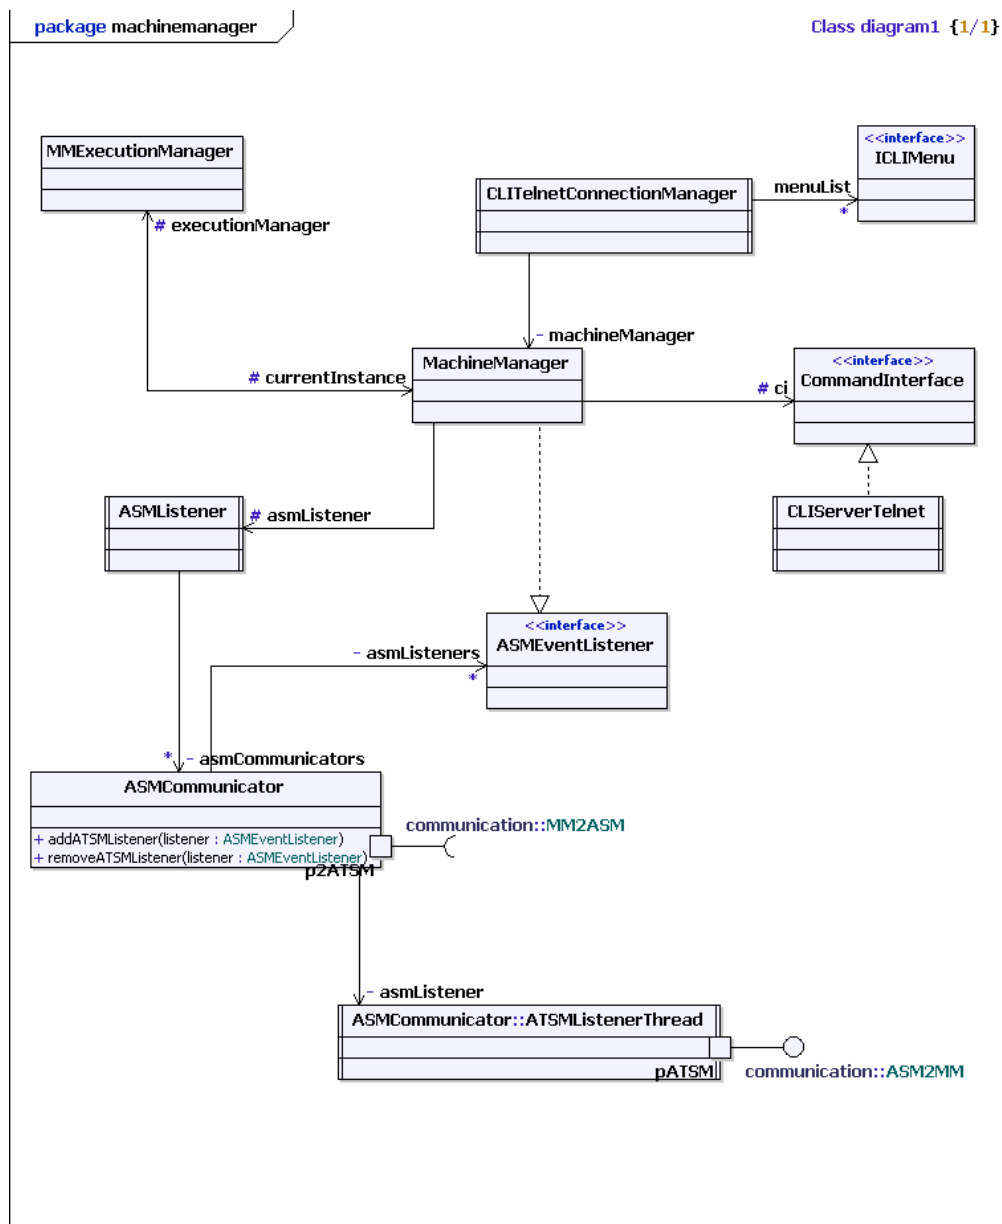 package machinemanager
Class diagram1 {1/1}
MMExecutionManager
<<interface>>
ICLIMenu
CLITelnetConnectionManager
menuList
*
# executionManager
- machineManager
MachineManager
# currentInstance
<<interface>>
CommandInterface
# ci
ASMListener
# asmListener
CLIServerTelnet
<<interface>>
ASMEventListener
- asmListeners
*
* - asmCommunicators
ASMCommunicator
+ addATSMListener(listener : ASMEventListener)
+ removeATSMListener(listener : ASMEventListener)
communication::MM2ASM
p2ATSM
- asmListener
ASMCommunicator::ATSMListenerThread
pATSM
communication::ASM2MM